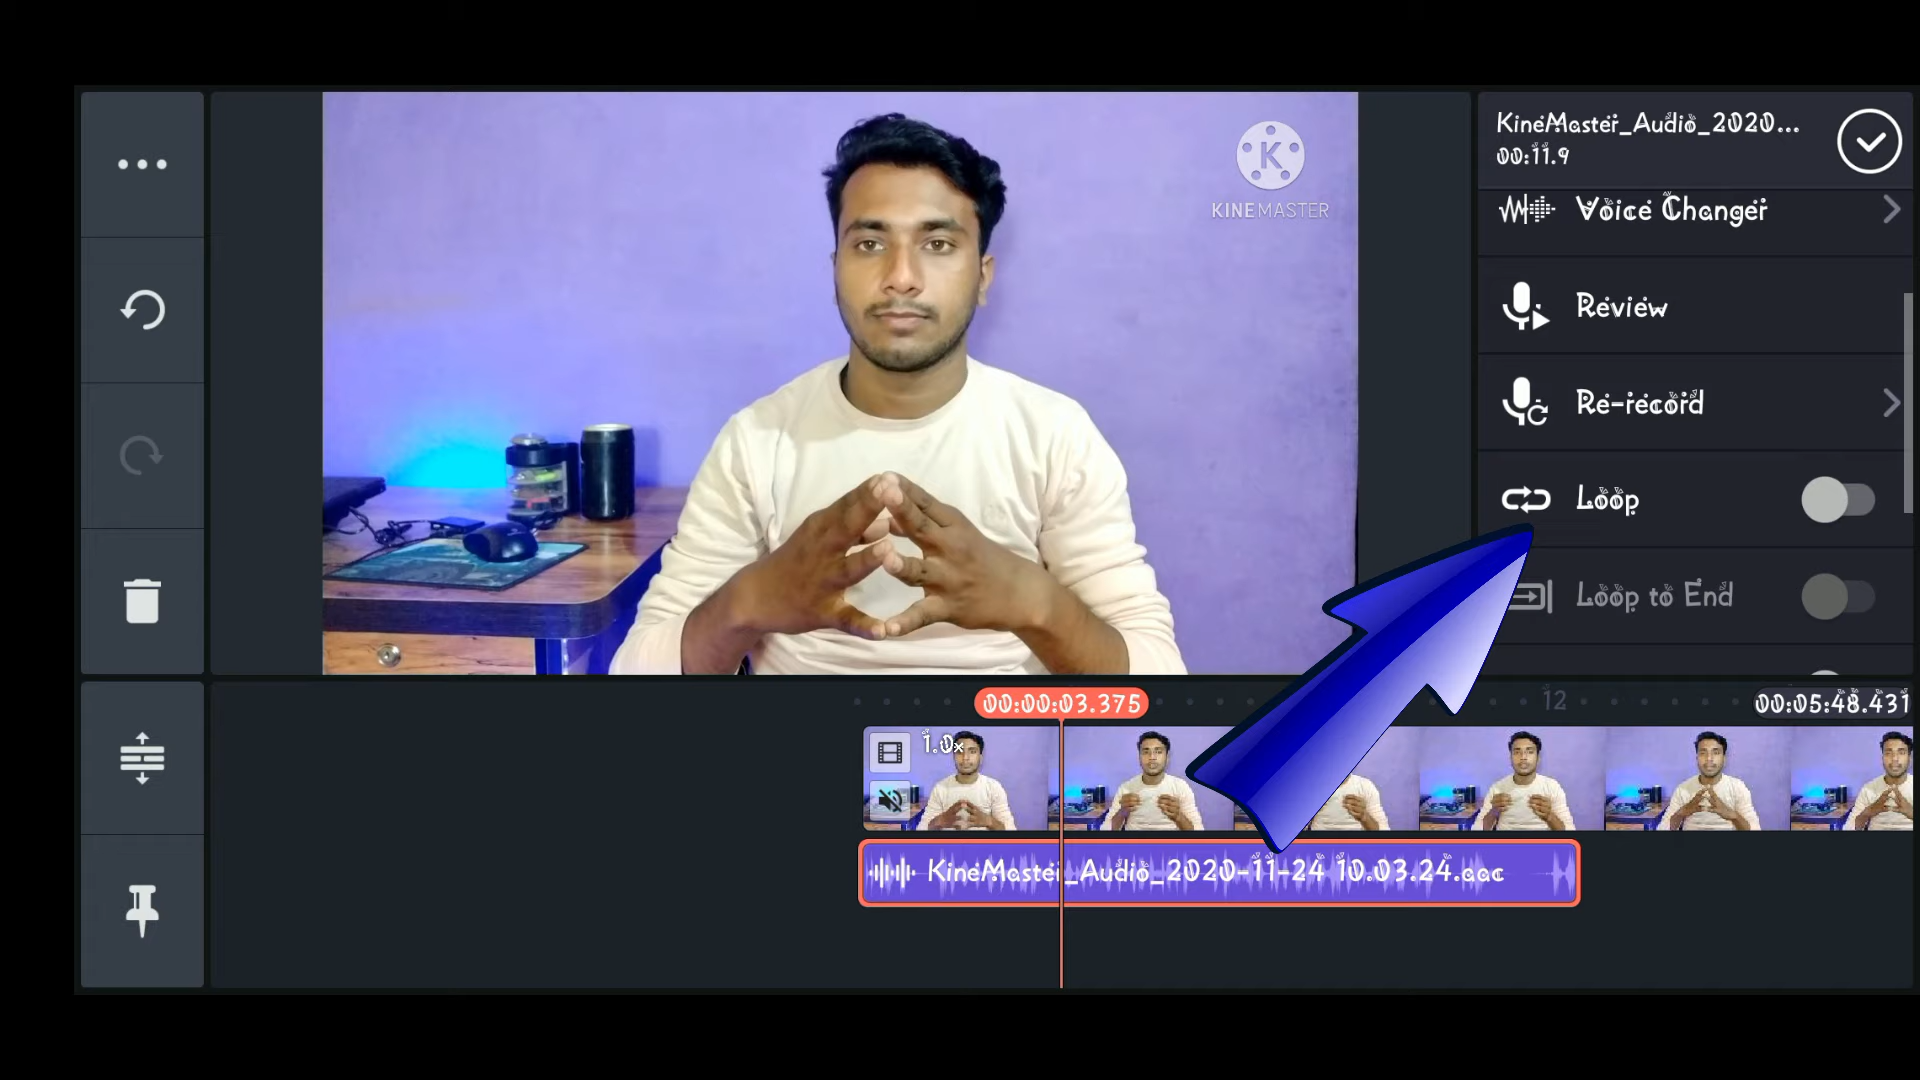 KINEMASTER
KineMaster_Audio_2020...
00:11.9
Voice Changer
Review
Re-record
Loop
Loop to End
00:00:03.375
12
00:05:48.431
1.0x
KineMaster_Audio_2020-11-24 10.03.24.aac